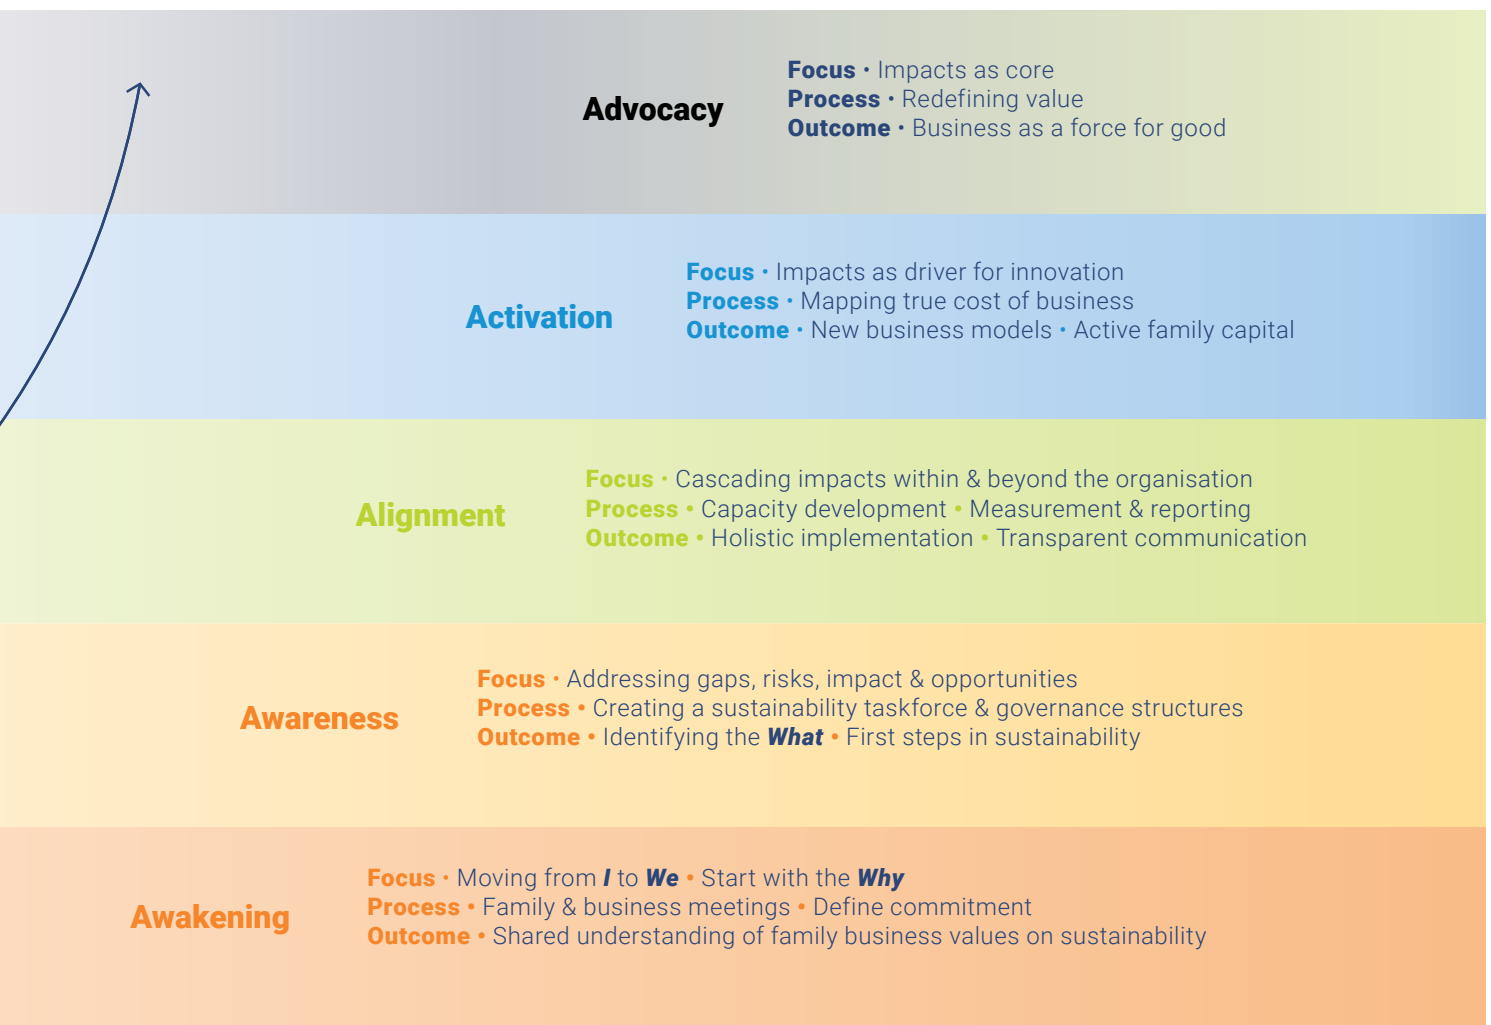 Advocacy
Focus • Impacts as core
Process • Redefining value
Outcome • Business as a force for good
Activation
Focus • Impacts as driver for innovation
Process • Mapping true cost of business
Outcome • New business models • Active family capital
Alignment
Focus • Cascading impacts within & beyond the organisation
Process • Capacity development • Measurement & reporting
Outcome • Holistic implementation • Transparent communication
Awareness
Focus • Addressing gaps, risks, impact & opportunities
Process • Creating a sustainability taskforce & governance structures
Outcome • Identifying the What • First steps in sustainability
Awakening
Focus • Moving from I to We • Start with the Why
Process • Family & business meetings • Define commitment
Outcome • Shared understanding of family business values on sustainability